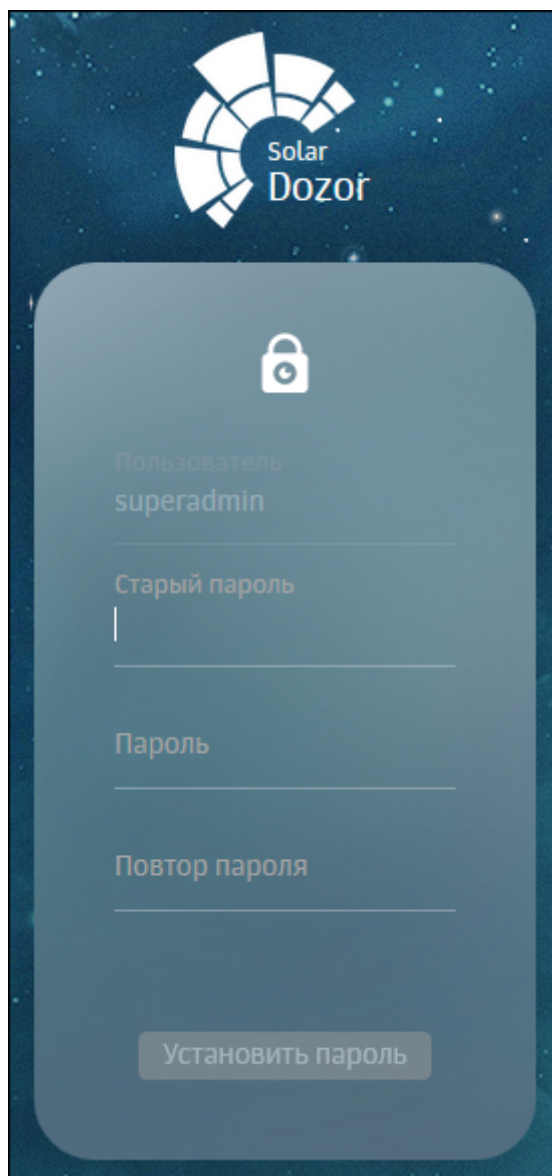 Solar
Dozor
Пользователь
superadmin
Старый пароль
Пароль
Повтор пароля
Установить пароль